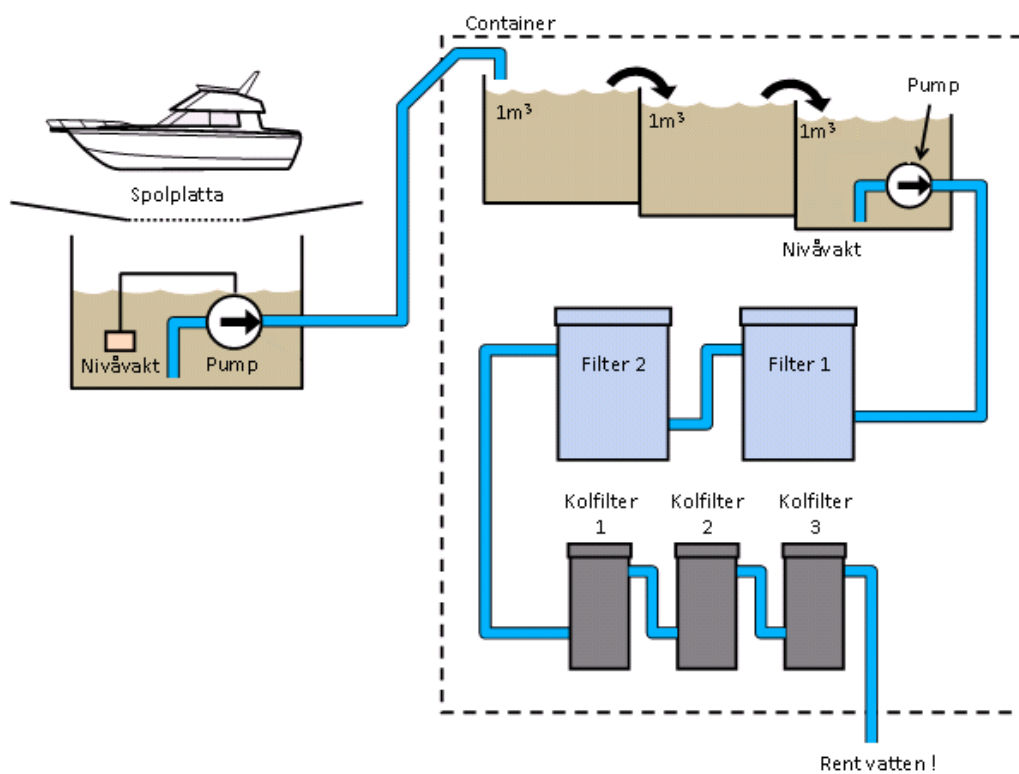 Container
1m³
1m³
1m³
Pump
Spolplatta
Nivåvakt
Nivåvakt
Pump
Filter 2
Filter 1
Kolfilter
1
Kolfilter
2
Kolfilter
3
Rent vatten !